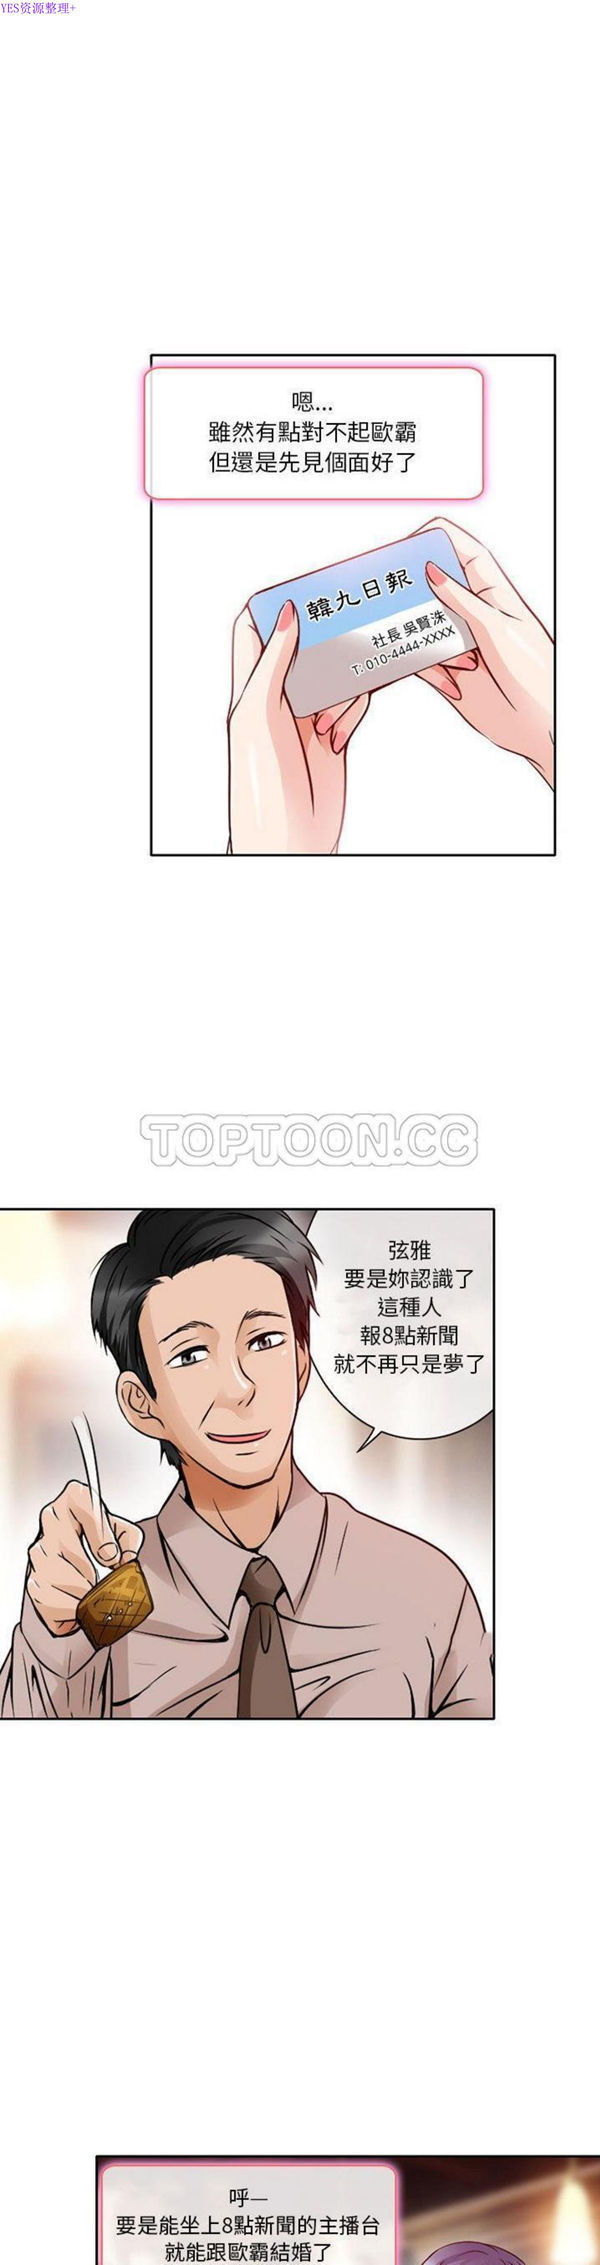 YES资源整理+
嗯...
雖然有點對不起歐霸
但還是先見個面好了
韓九日報
社長 吳賢洙
T: 010-4444-XXXX
TOPTOON.CC
弦雅
要是妳認識了
這種人
報8點新聞
就不再只是夢了
呼—
要是能坐上8點新聞的主播台
就能跟歐霸結婚了